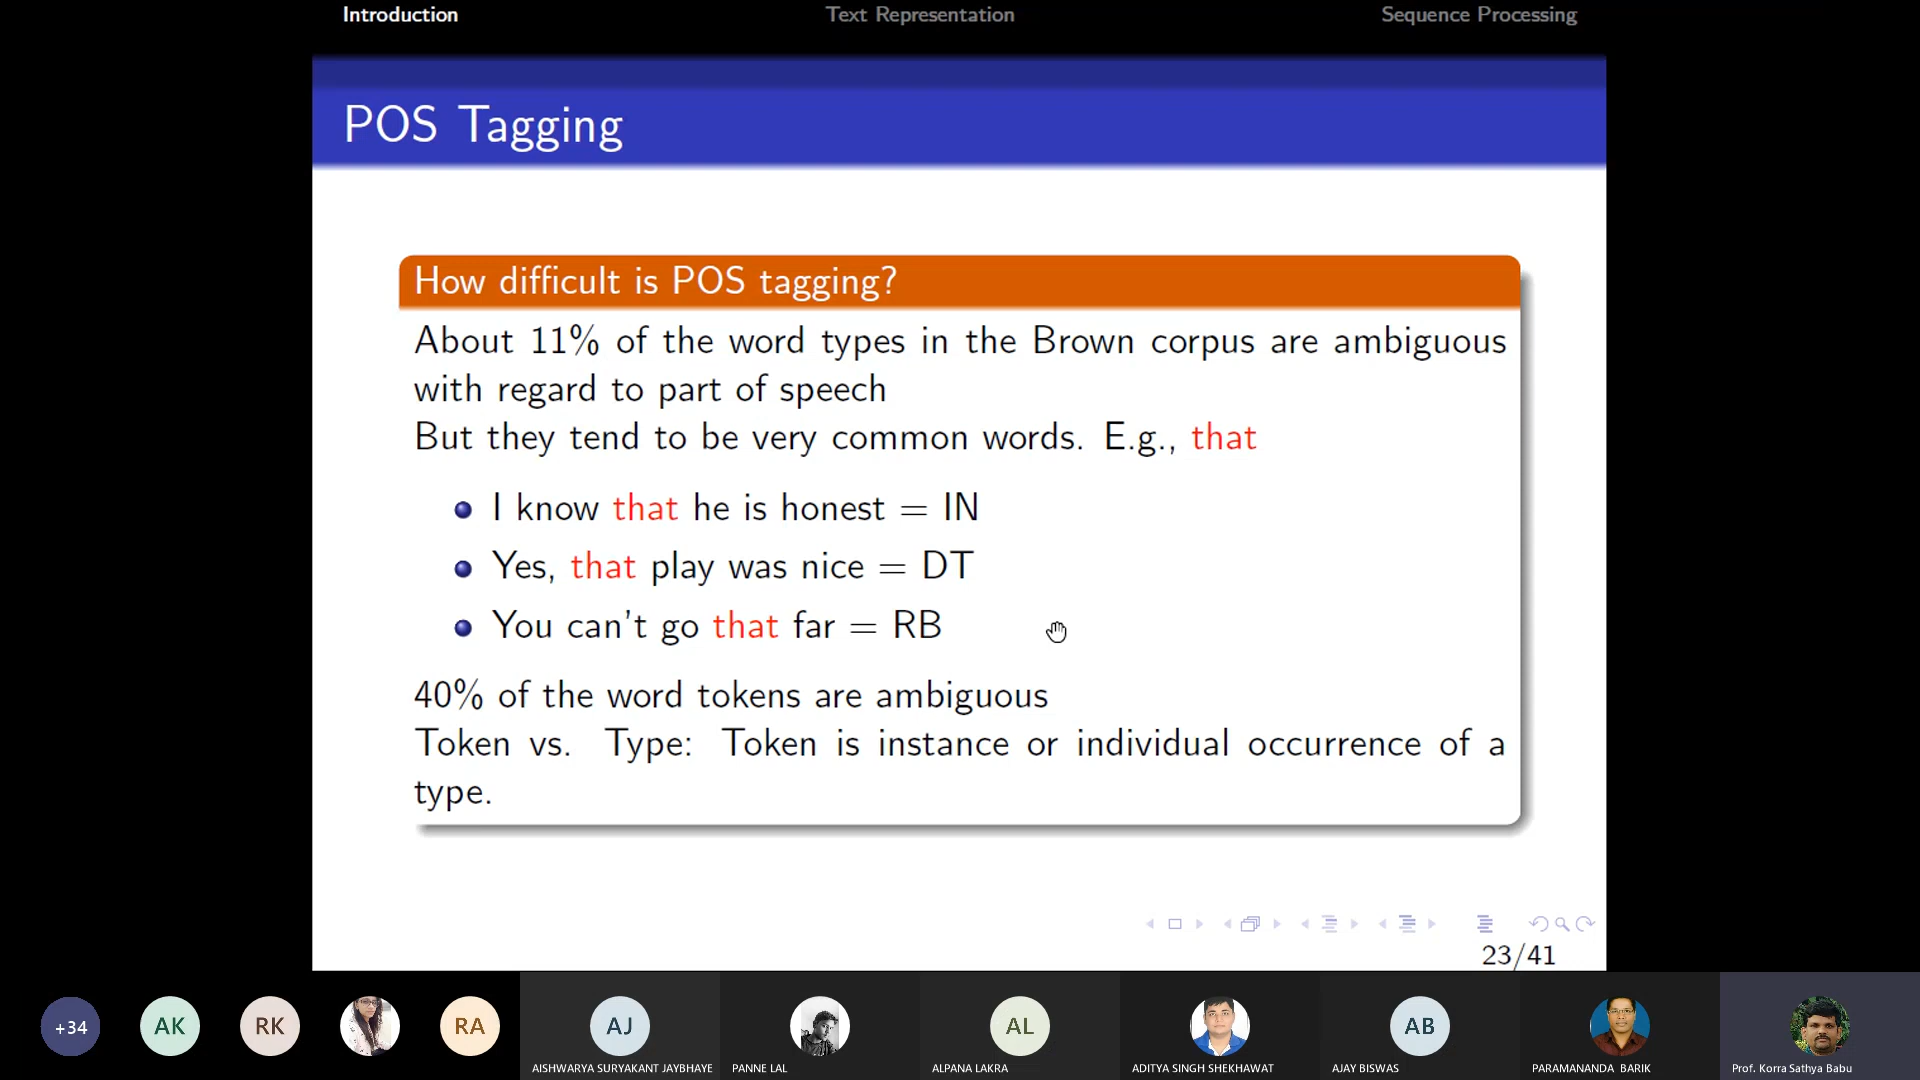 Introduction Text Representation Sequence Processing
POS Tagging
How difficult is POS tagging?
About 11% of the word types in the Brown corpus are ambiguous
with regard to part of speech
But they tend to be very common words. E.g., that
I know that he is honest = IN
Yes, that play was nice = DT
You can't go that far = RB
40% of the word tokens are ambiguous
Token vs. Type: Token is instance or individual occurrence of a
type.
23/41
+34 AK RK RA AJ AL AB
AISHWARYA SURYAKANT JAYBHAYE PANNE LAL ALPANA LAKRA ADITYA SINGH SHEKHAWAT AJAY BISWAS PARAMANANDA BARIK Prof. Korra Sathya Babu